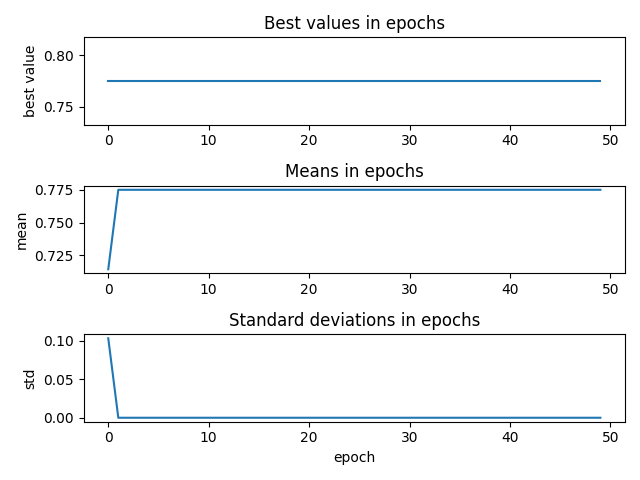 Best values in epochs
best value
0.80
0.75
0 10 20 30 40 50
Means in epochs
mean
0.775
0.750
0.725
0 10 20 30 40 50
Standard deviations in epochs
std
0.10
0.05
0.00
0 10 20 30 40 50
epoch